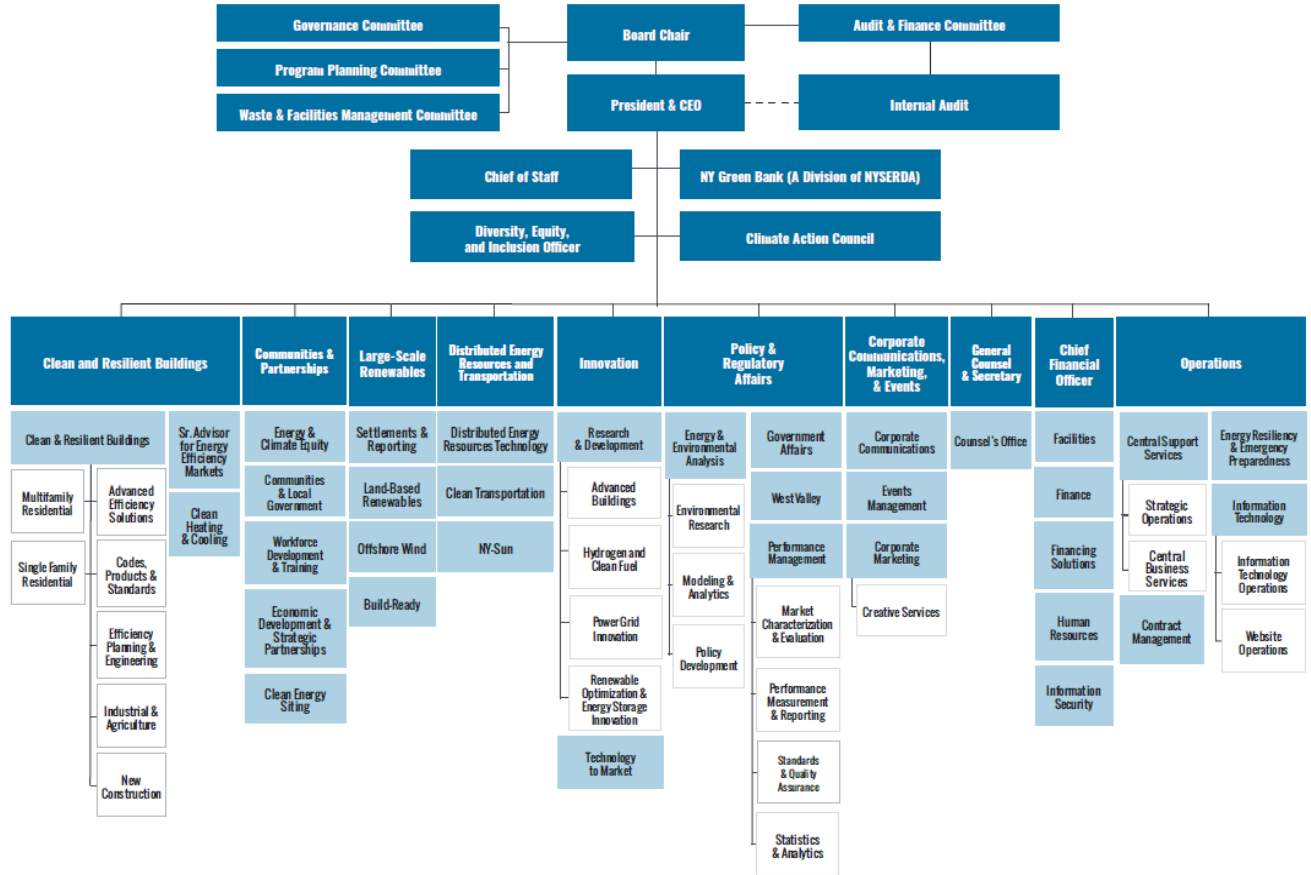 Governance Committee
Program Planning Committee
Waste & Facilities Management Committee
Board Chair
President & CEO
Audit & Finance Committee
Internal Audit
Chief of Staff
NY Green Bank (A Division of NYSERDA)
Diversity, Equity,
and Inclusion Officer
Climate Action Council
Clean and Resilient Buildings
Clean & Resilient Buildings
Multifamily
Residential
Single Family
Residential
Advanced
Efficiency
Solutions
Codes,
Products &
Standards
Efficiency
Planning &
Engineering
Industrial &
Agriculture
New
Construction
Sr. Advisor
for Energy
Efficiency
Markets
Clean
Heating
& Cooling
Communities &
Partnerships
Energy &
Climate Equity
Communities
& Local
Government
Workforce
Development
& Training
Economic
Development &
Strategic
Partnerships
Clean Energy
Siting
Large-Scale
Renewables
Settlements &
Reporting
Land-Based
Renewables
Offshore Wind
Build-Ready
Distributed Energy
Resources and
Transportation
Distributed Energy
Resources Technology
Clean Transportation
NY-Sun
Innovation
Research
& Development
Advanced
Buildings
Hydrogen and
Clean Fuel
Power Grid
Innovation
Renewable
Optimization &
Energy Storage
Innovation
Technology
to Market
Policy &
Regulatory
Affairs
Energy &
Environmental
Analysis
Environmental
Research
Modeling &
Analytics
Policy
Development
Government
Affairs
West Valley
Performance
Management
Market
Characterization
& Evaluation
Performance
Measurement
& Reporting
Standards
& Quality
Assurance
Statistics
& Analytics
Corporate
Communications,
Marketing,
& Events
Corporate
Communications
Events
Management
Corporate
Marketing
Creative Services
General
Counsel
& Secretary
Counsel's Office
Chief
Financial
Officer
Facilities
Finance
Financing
Solutions
Human
Resources
Information
Security
Operations
Central Support
Services
Strategic
Operations
Central
Business
Services
Contract
Management
Energy Resiliency
& Emergency
Preparedness
Information
Technology
Information
Technology
Operations
Website
Operations